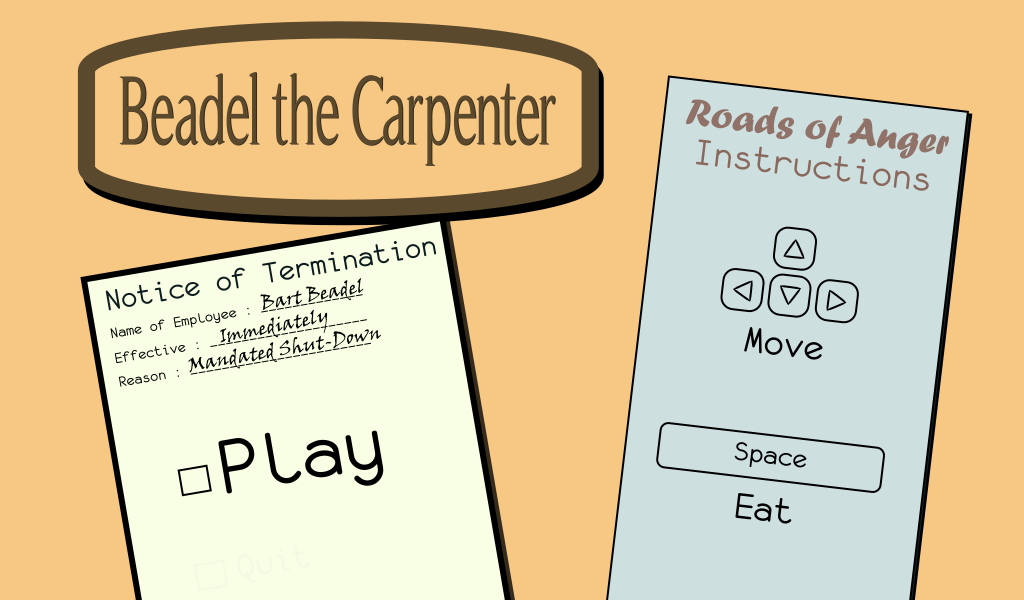 Beadel the Carpenter
Notice of Termination
Name of Employee : Bart Beadel
Effective : Immediately
Reason : Mandated Shut-Down
Play
Quit
Roads of Anger
Instructions
Move
Space
Eat